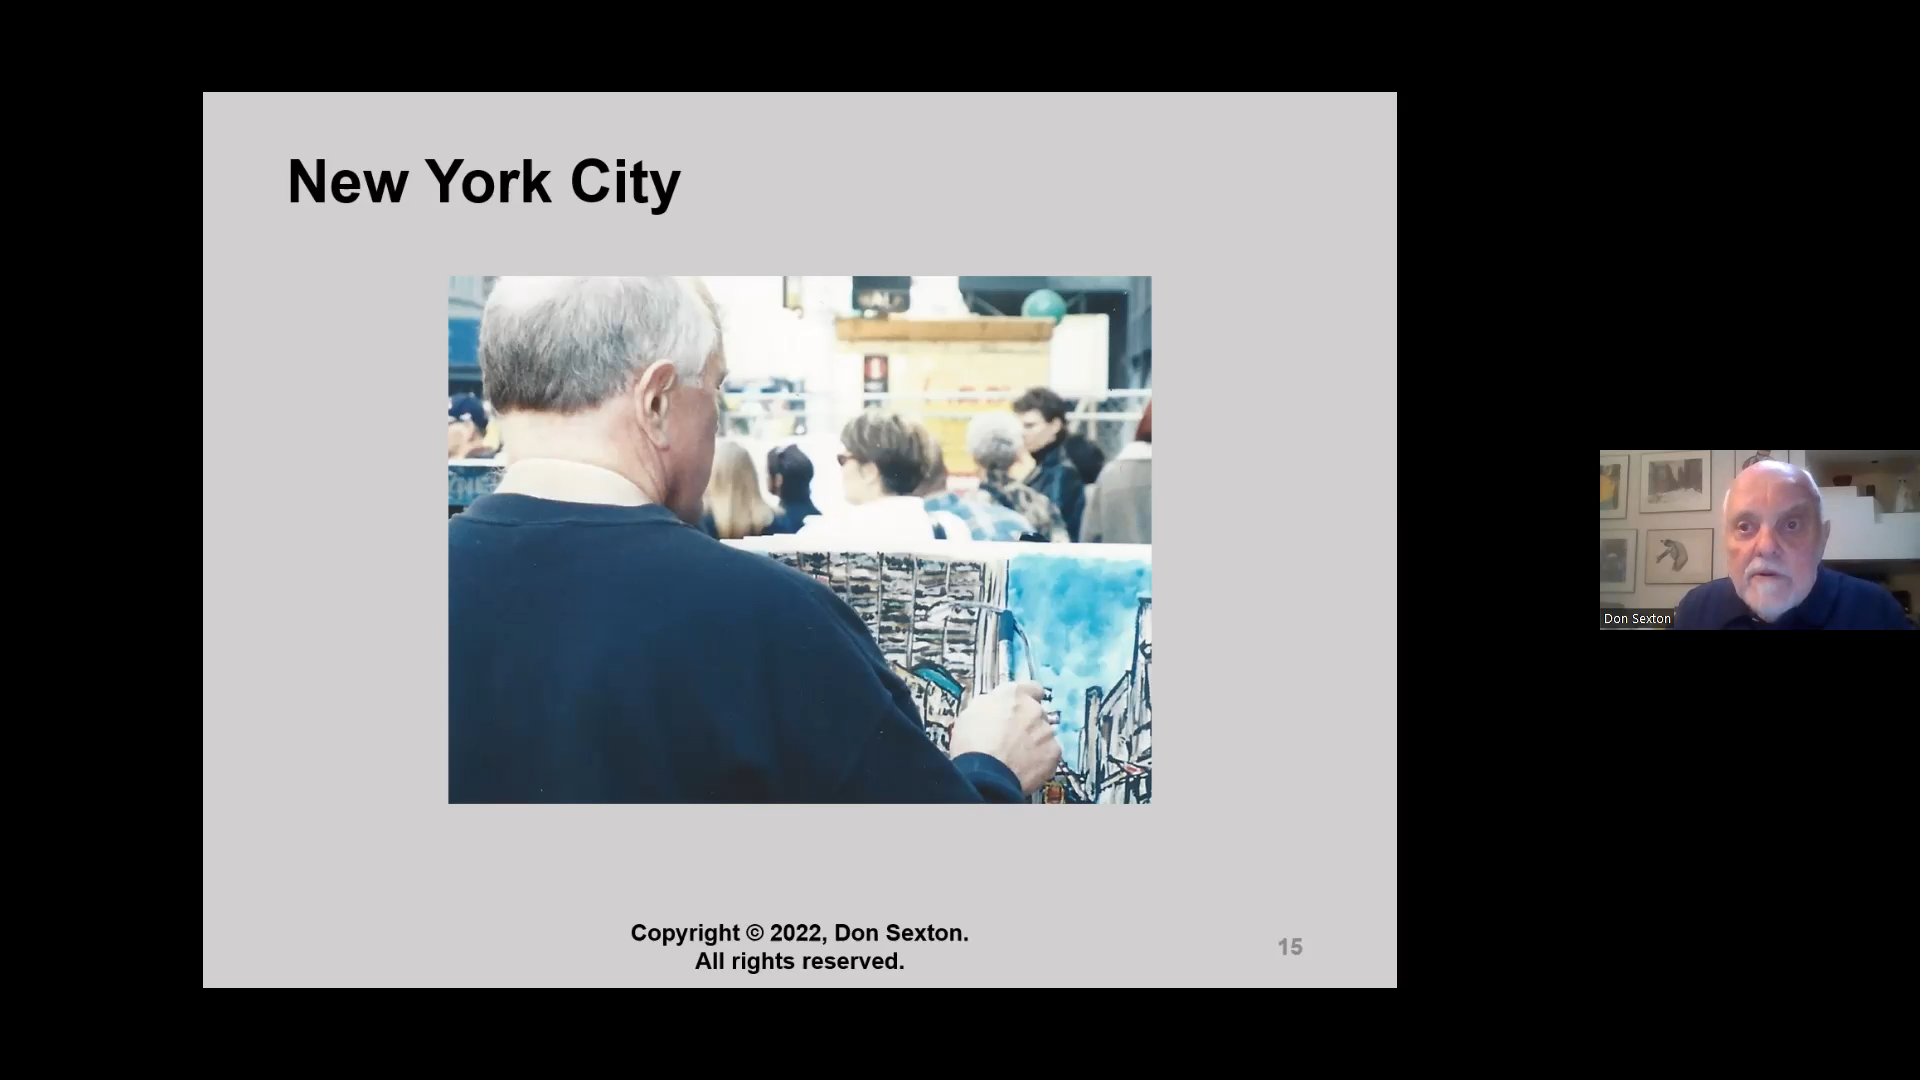 New York City
Copyright © 2022, Don Sexton.
All rights reserved.
15
Don Sexton